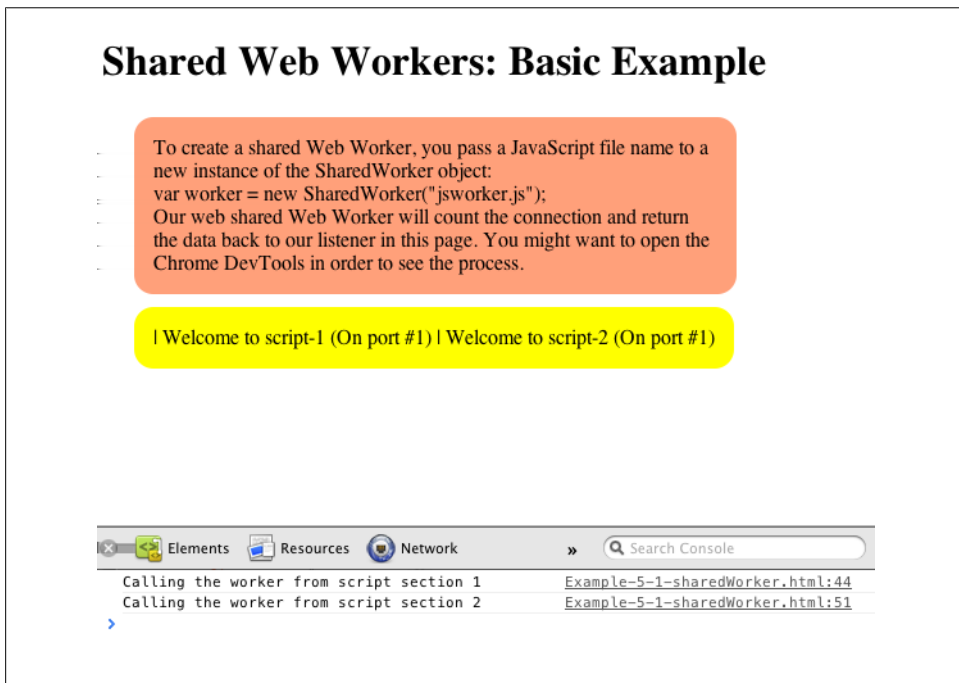 Shared Web Workers: Basic Example
To create a shared Web Worker, you pass a JavaScript file name to a
new instance of the SharedWorker object:
var worker = new SharedWorker("jsworker.js");
Our web shared Web Worker will count the connection and return
the data back to our listener in this page. You might want to open the
Chrome DevTools in order to see the process.
| Welcome to script-1 (On port #1) | Welcome to script-2 (On port #1)
Elements Resources Network » Search Console
Calling the worker from script section 1 Example-5-1-sharedWorker.html:44
Calling the worker from script section 2 Example-5-1-sharedWorker.html:51
>